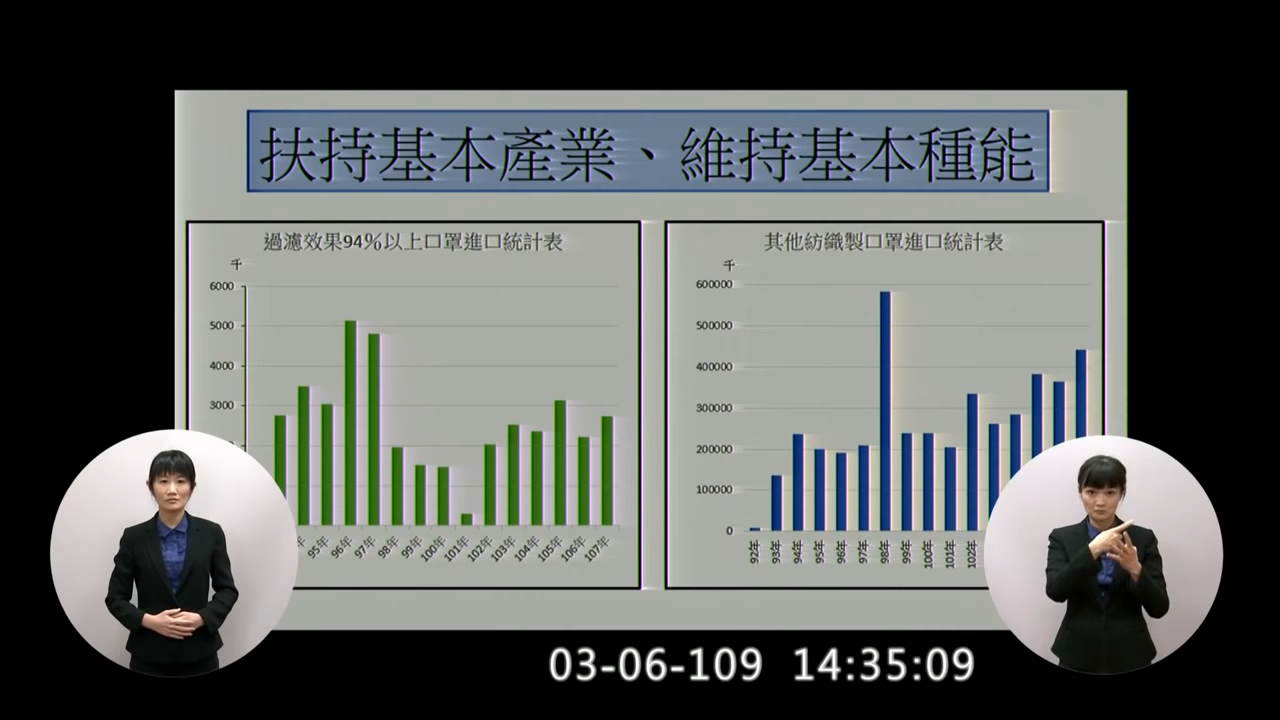 扶持基本產業、維持基本種能
過濾效果94%以上口罩進口統計表
千
6000
5000
4000
3000
95年
96年
97年
98年
99年
100年
101年
102年
103年
104年
105年
106年
107年
其他紡織製口罩進口統計表
千
600000
500000
400000
300000
200000
100000
0
92年
93年
94年
95年
96年
97年
98年
99年
100年
101年
102年
03-06-109 14:35:09